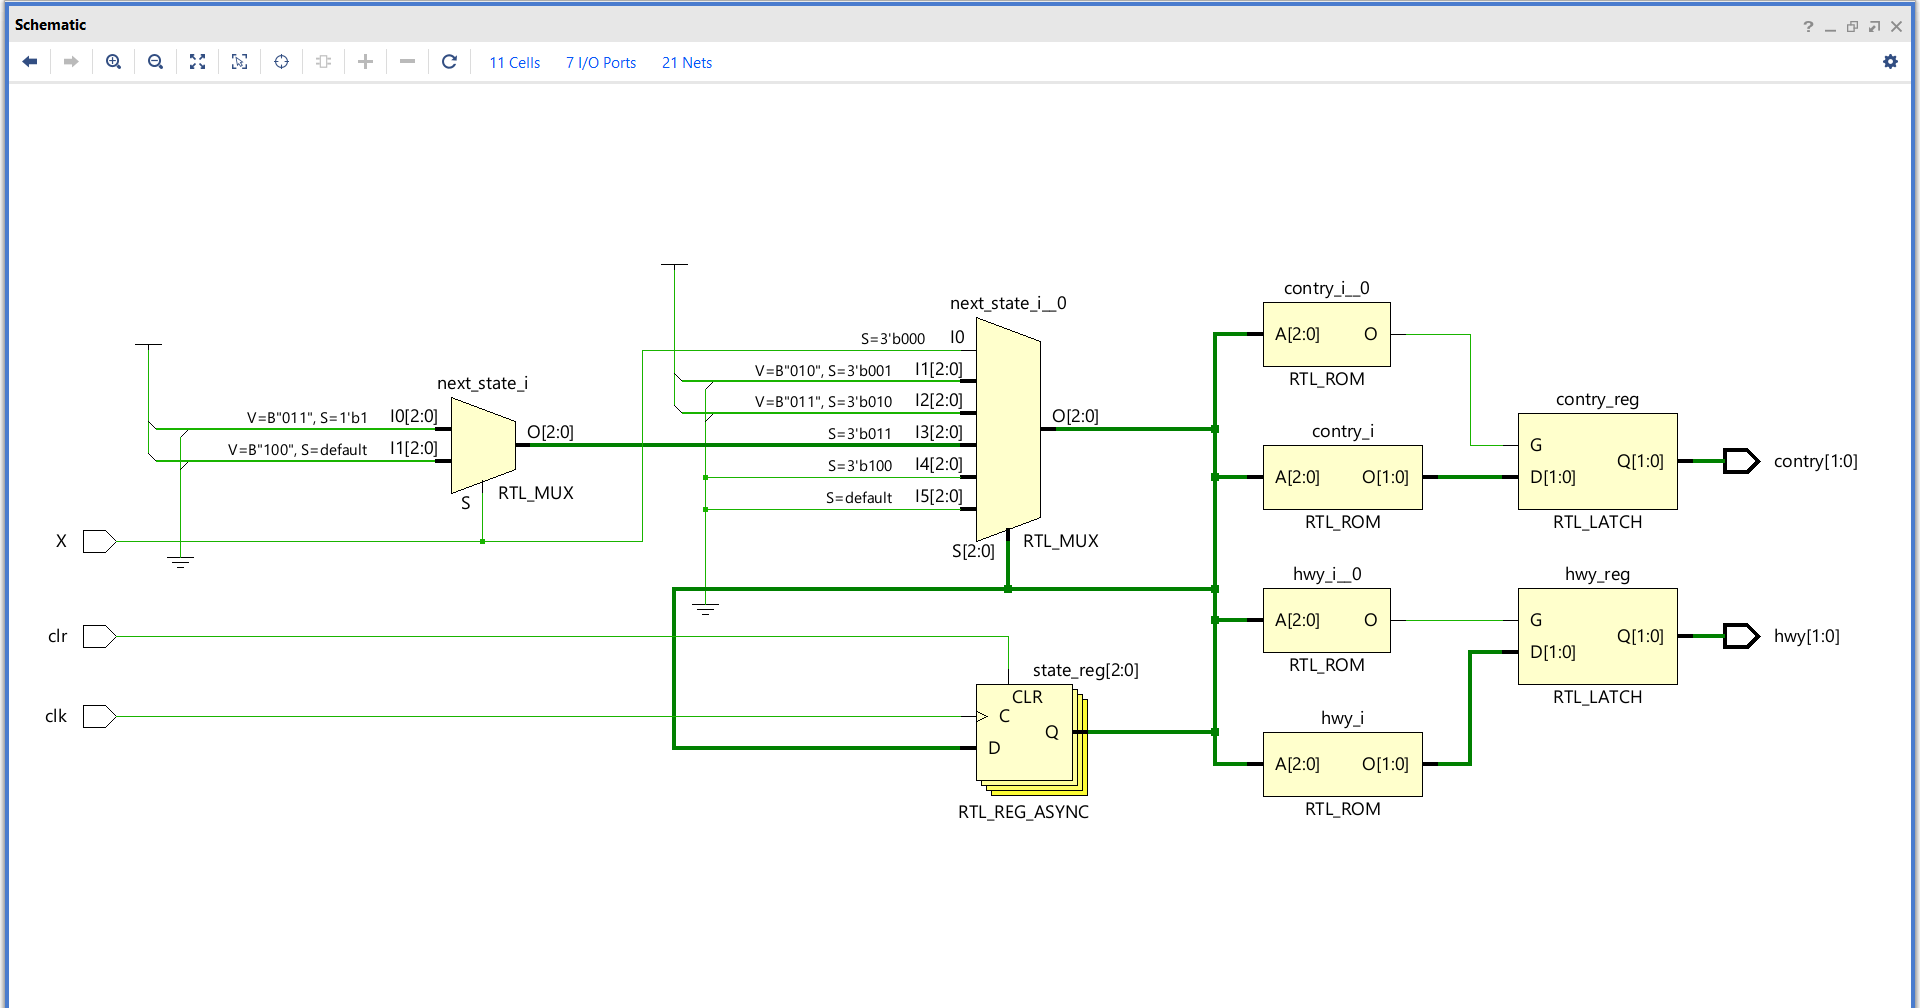 Schematic
11 Cells 7 I/O Ports 21 Nets
contry_i__0
A[2:0] O
RTL_ROM
next_state_i__0
S=3'b000 I0
V=B"010", S=3'b001 I1[2:0]
V=B"011", S=3'b010 I2[2:0]
S=3'b011 I3[2:0]
S=3'b100 I4[2:0]
S=default I5[2:0]
O[2:0]
S[2:0]
RTL_MUX
next_state_i
V=B"011", S=1'b1 I0[2:0]
V=B"100", S=default I1[2:0]
O[2:0]
S
RTL_MUX
contry_i
A[2:0] O[1:0]
RTL_ROM
contry_reg
G
D[1:0]
Q[1:0]
RTL_LATCH
contry[1:0]
X
clr
clk
hwy_i__0
A[2:0] O
RTL_ROM
hwy_reg
G
D[1:0]
Q[1:0]
RTL_LATCH
hwy[1:0]
state_reg[2:0]
CLR
C
D
Q
RTL_REG_ASYNC
hwy_i
A[2:0] O[1:0]
RTL_ROM